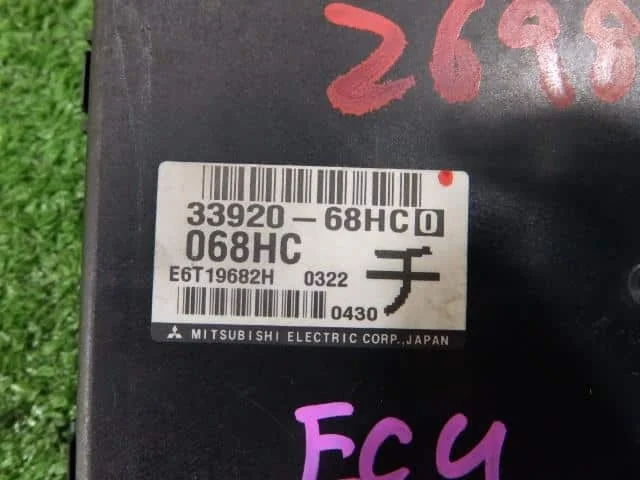 2698
33920-68HC0
068HC
E6T19682H 0322
チ
0430
MITSUBISHI ELECTRIC CORP., JAPAN
ECU